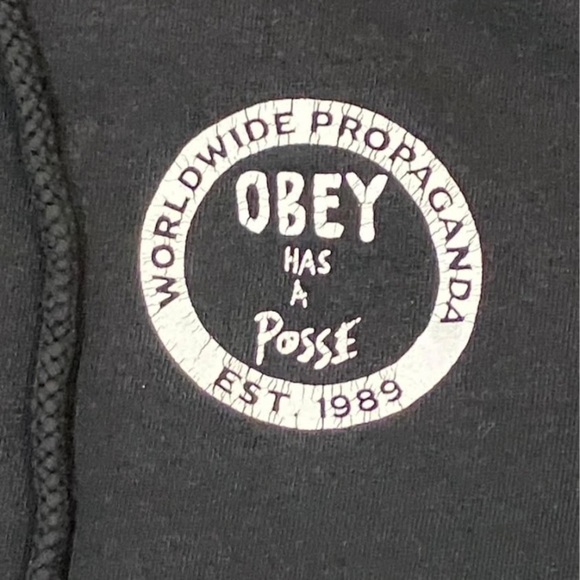 WORLDWIDE PROPAGANDA
OBEY
HAS
A
POSSE
EST. 1989